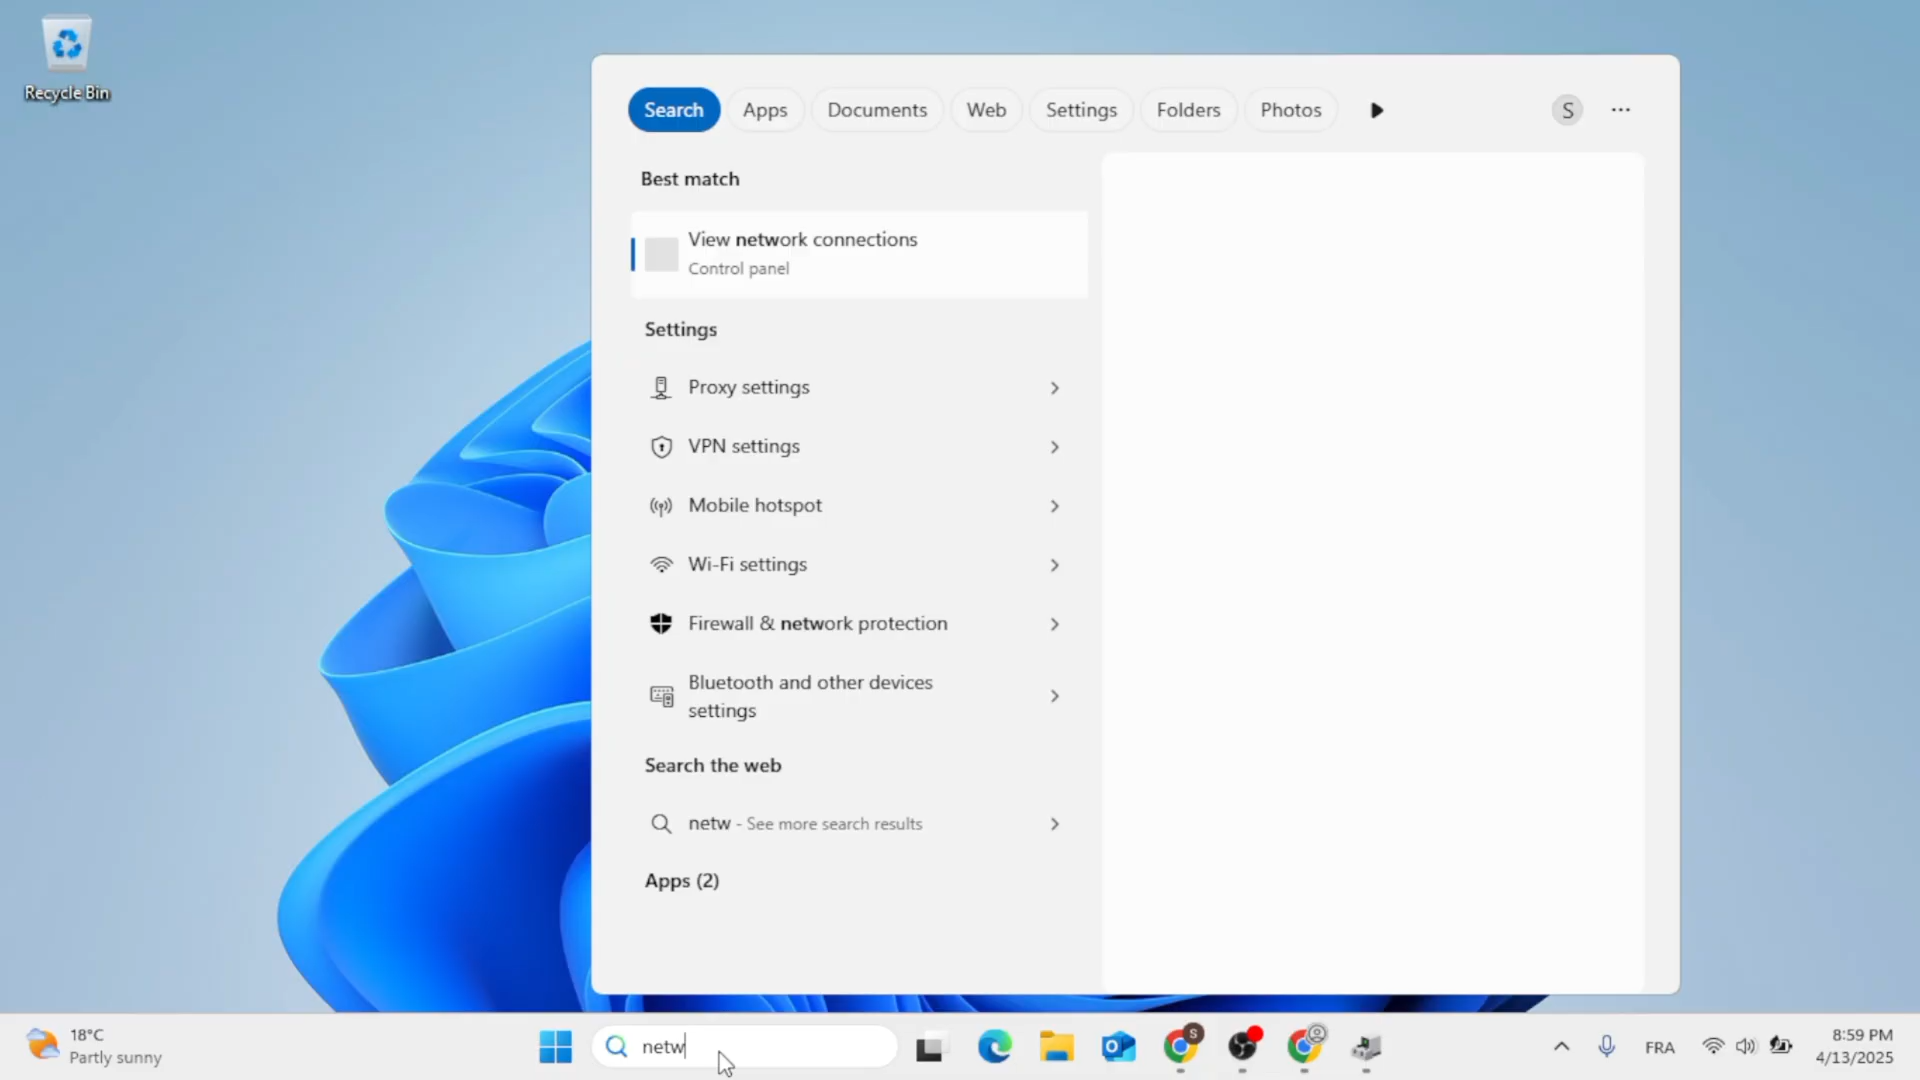 Recycle Bin
Search Apps Documents Web Settings Folders Photos S ...
Best match
View network connections
Control panel
Settings
Proxy settings
VPN settings
Mobile hotspot
Wi-Fi settings
Firewall & network protection
Bluetooth and other devices
settings
Search the web
netw - See more search results
Apps (2)
18°C
Partly sunny
netw
S
FRA
8:59 PM
4/13/2025